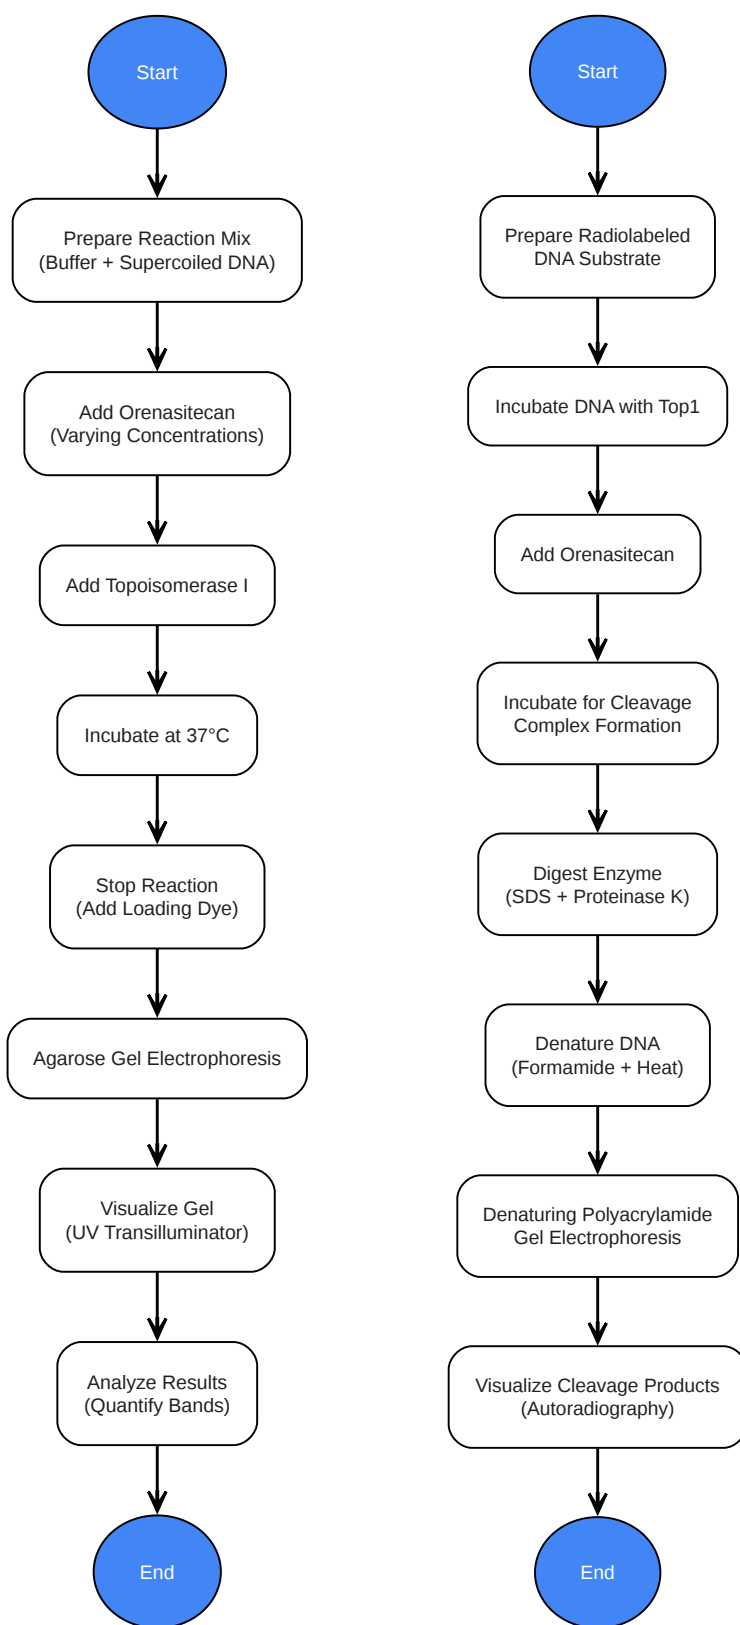 Start
Prepare Reaction Mix
(Buffer + Supercoiled DNA)
Add Orenasitecan
(Varying Concentrations)
Add Topoisomerase I
Incubate at 37°C
Stop Reaction
(Add Loading Dye)
Agarose Gel Electrophoresis
Visualize Gel
(UV Transilluminator)
Analyze Results
(Quantify Bands)
End
Start
Prepare Radiolabeled
DNA Substrate
Incubate DNA with Top1
Add Orenasitecan
Incubate for Cleavage
Complex Formation
Digest Enzyme
(SDS + Proteinase K)
Denature DNA
(Formamide + Heat)
Denaturing Polyacrylamide
Gel Electrophoresis
Visualize Cleavage Products
(Autoradiography)
End